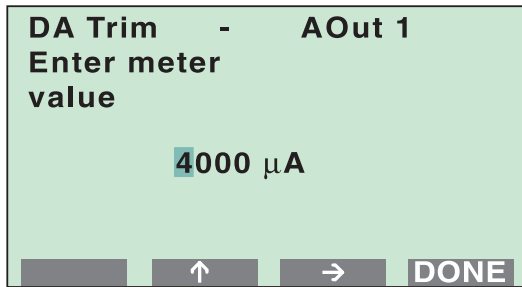 DA Trim - AOut 1
Enter meter
value
4000 μA
↑ → DONE